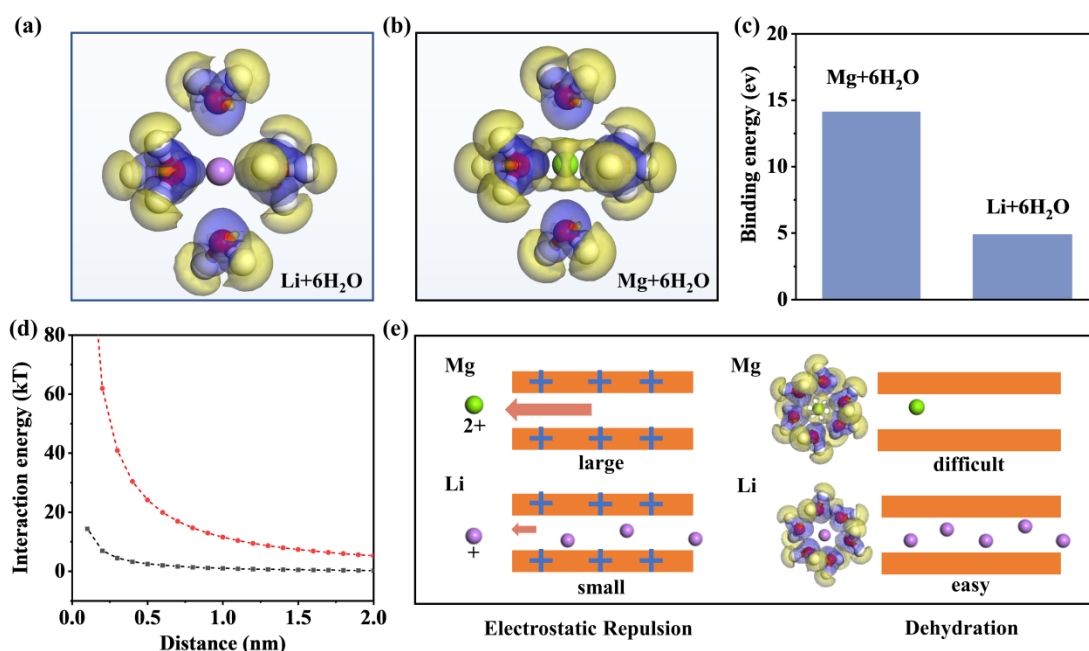 (a)
Li+6H₂O
(b)
Mg+6H₂O
(c)
Binding energy (ev)
20
15
10
5
0
Mg+6H₂O
Li+6H₂O
(d)
Interaction energy (kT)
80
60
40
20
0
0.0 0.5 1.0 1.5 2.0
Distance (nm)
(e)
Mg
2+
large
Li
+
small
Electrostatic Repulsion
Mg
difficult
Li
easy
Dehydration